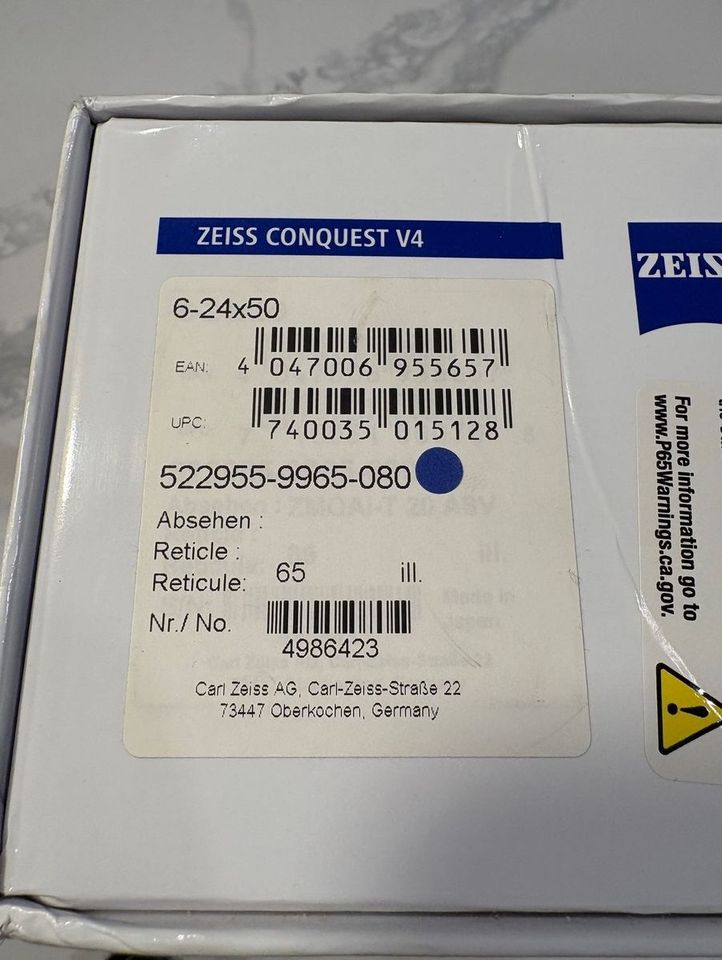 ZEISS CONQUEST V4
6-24x50
EAN: 4 047006 955657
UPC: 740035 015128
522955-9965-080
Absehen :
Reticle :
Reticule: 65 ill.
Nr./ No.
4986423
Carl Zeiss AG, Carl-Zeiss-Straße 22
73447 Oberkochen, Germany
ZEISS
For more information go to
www.P65Warnings.ca.gov.